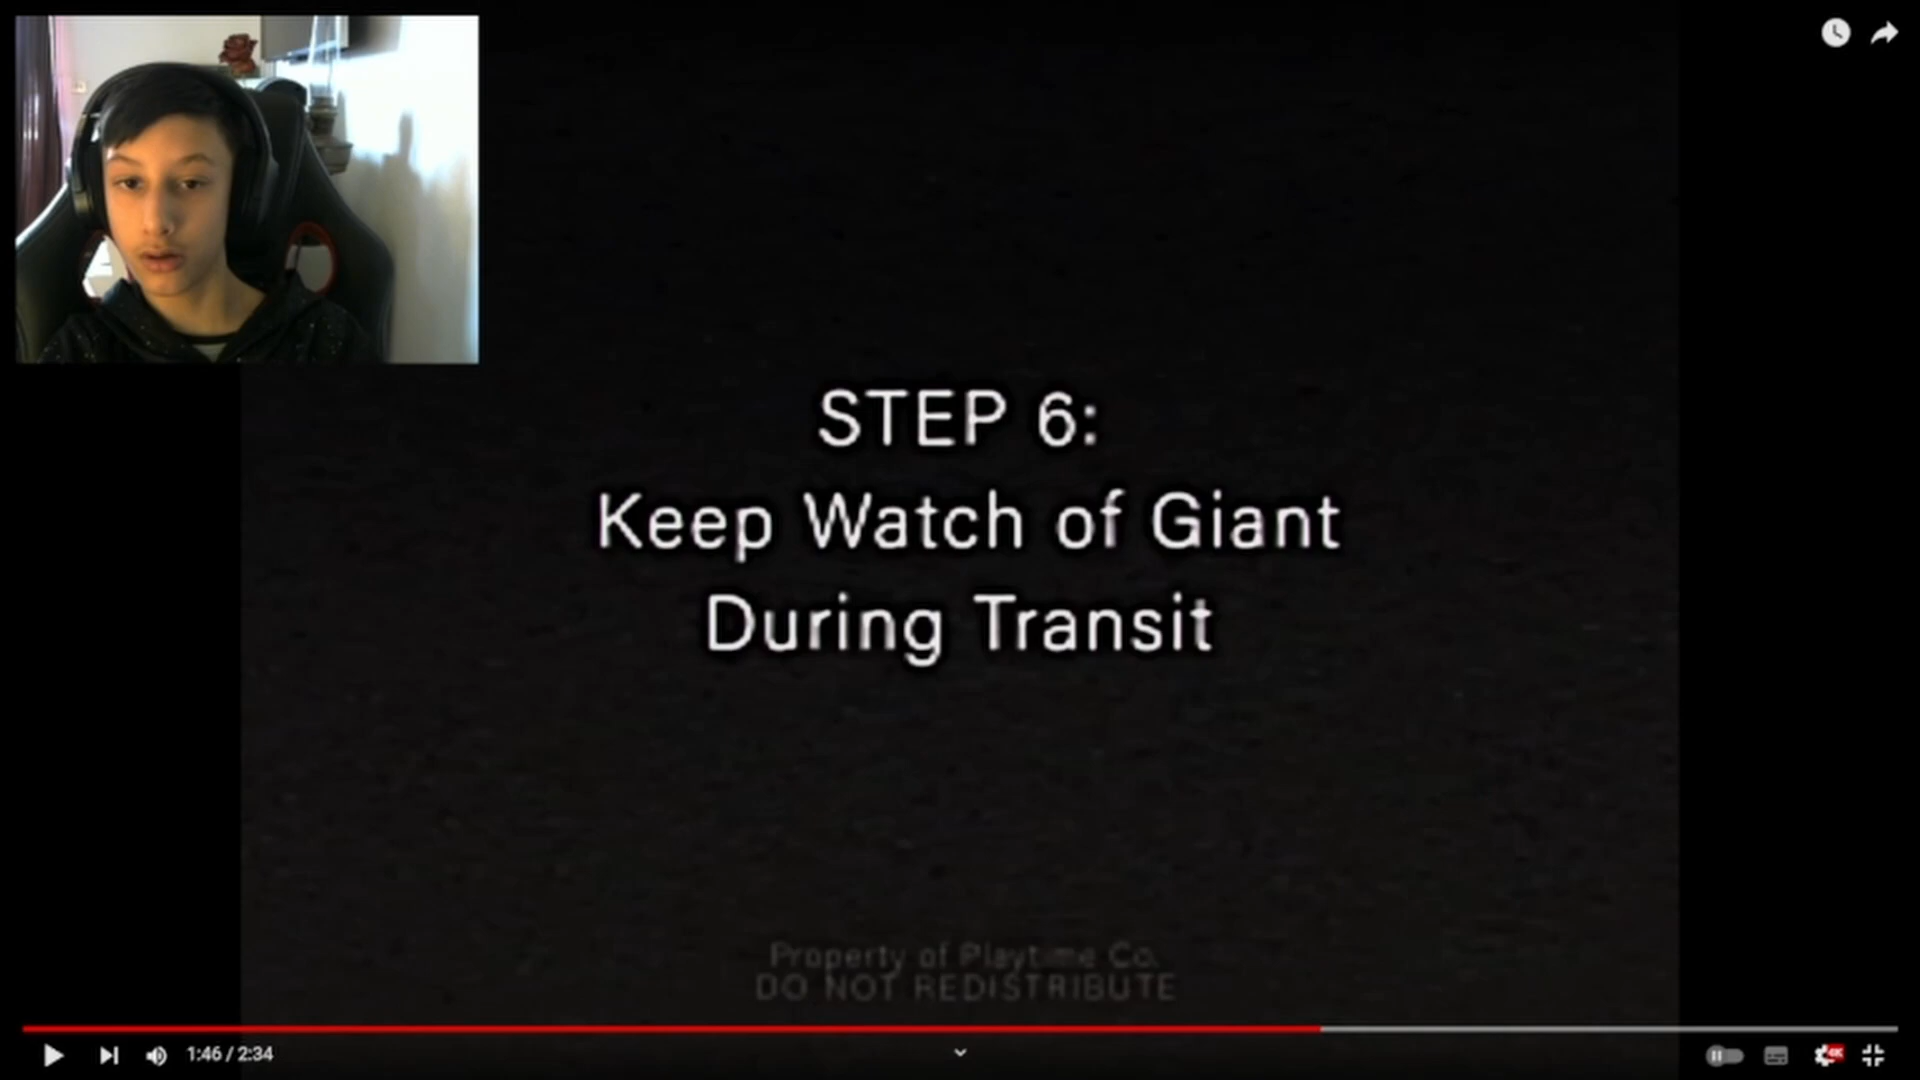 STEP 6:
Keep Watch of Giant
During Transit
Property of Playtime Co.
DO NOT REDISTRIBUTE
1:46 / 2:34
4K